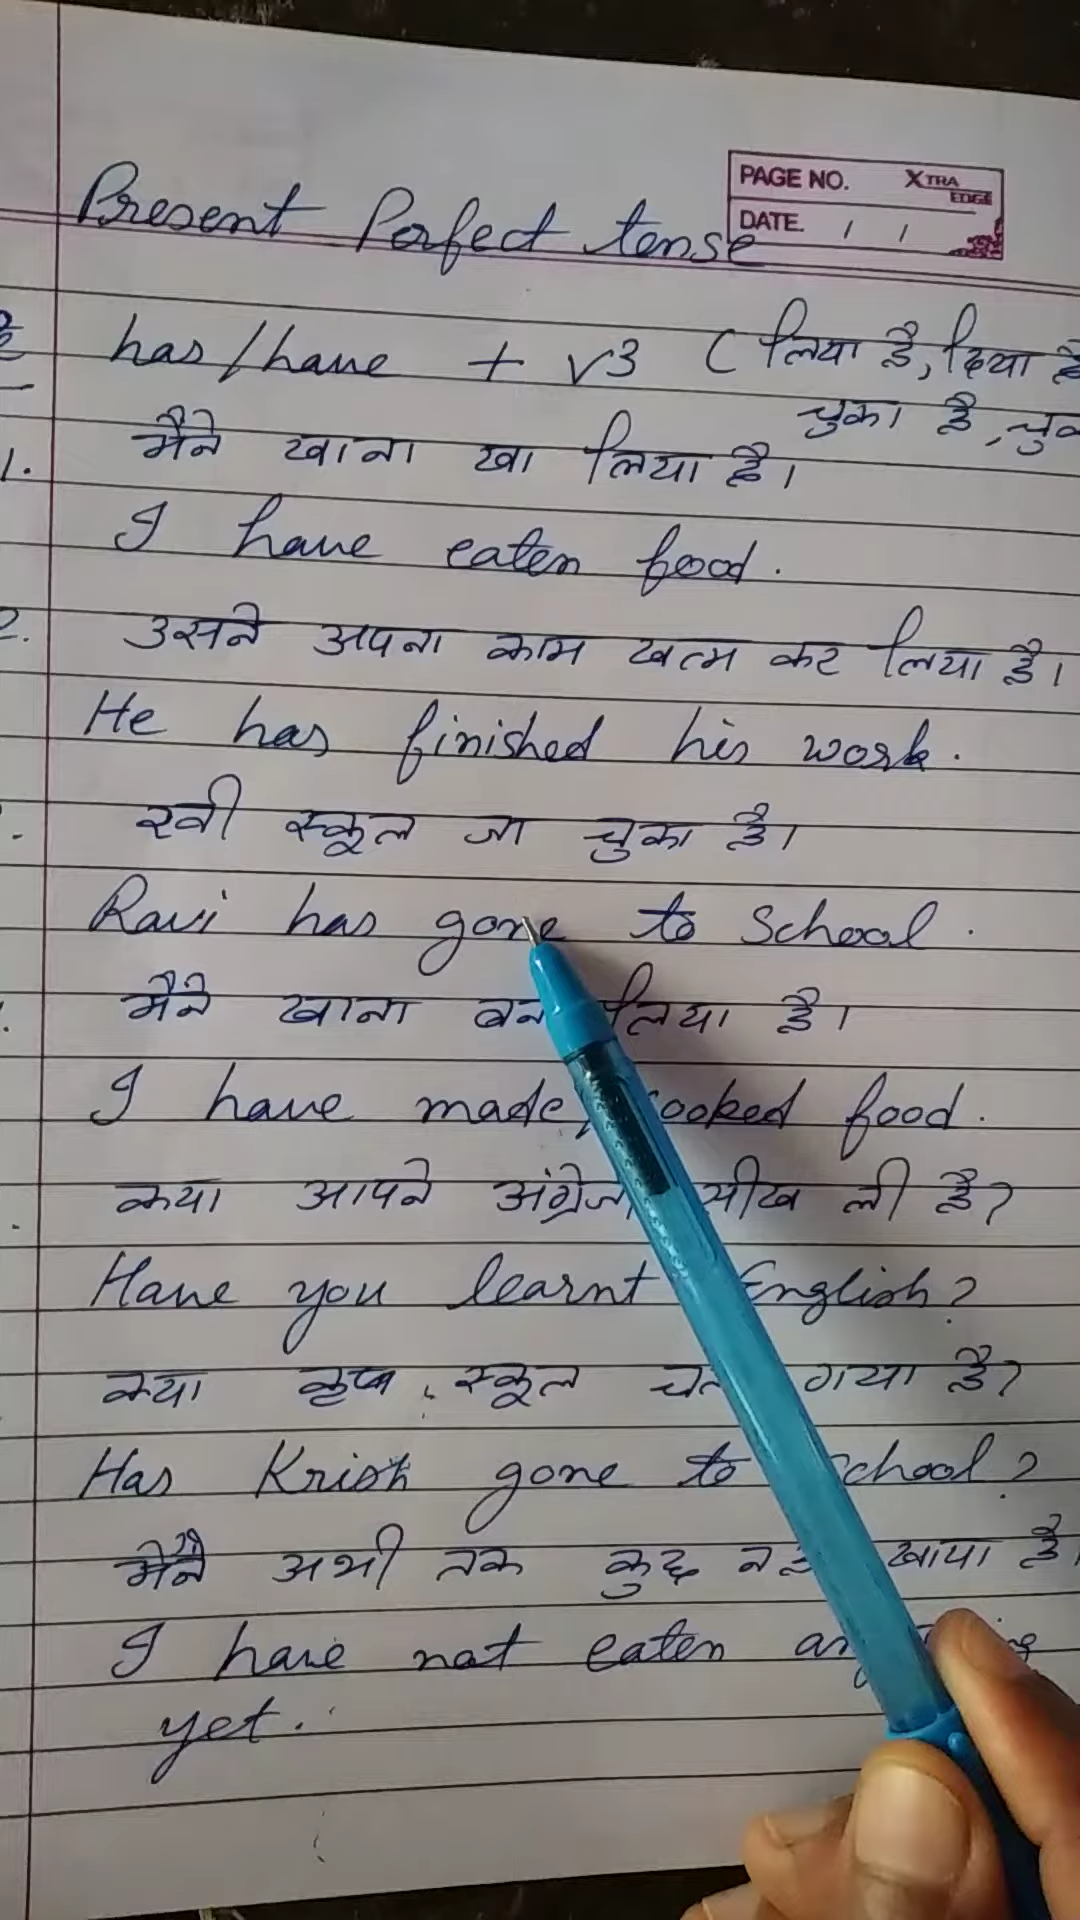 PAGE NO. XTRA EDGE
DATE. / /
Present Perfect tense
has/have + v3 (लिया है, दिया है
चुका है, चुक
1. मैने खाना खा लिया है।
I have eaten food.
2. उसने अपना काम खत्म कर लिया है।
He has finished his work.
रवी स्कूल जा चुका है।
Ravi has gone to School.
मैने खाना लिया है।
I have made/cooked food.
क्या आपने सीख ली है?
Have you learnt English?
क्या स्कूल गया है?
Has Krish gone to School?
मैंने अभी तक कुछ खाया है।
I have not eaten
yet.